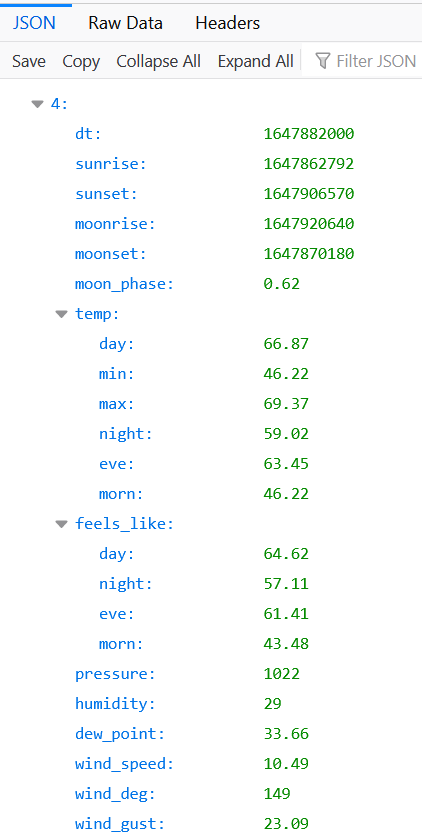 JSON Raw Data Headers
Save Copy Collapse All Expand All Filter JSON
4:
dt: 1647882000
sunrise: 1647862792
sunset: 1647906570
moonrise: 1647920640
moonset: 1647870180
moon_phase: 0.62
temp:
day: 66.87
min: 46.22
max: 69.37
night: 59.02
eve: 63.45
morn: 46.22
feels_like:
day: 64.62
night: 57.11
eve: 61.41
morn: 43.48
pressure: 1022
humidity: 29
dew_point: 33.66
wind_speed: 10.49
wind_deg: 149
wind_gust: 23.09